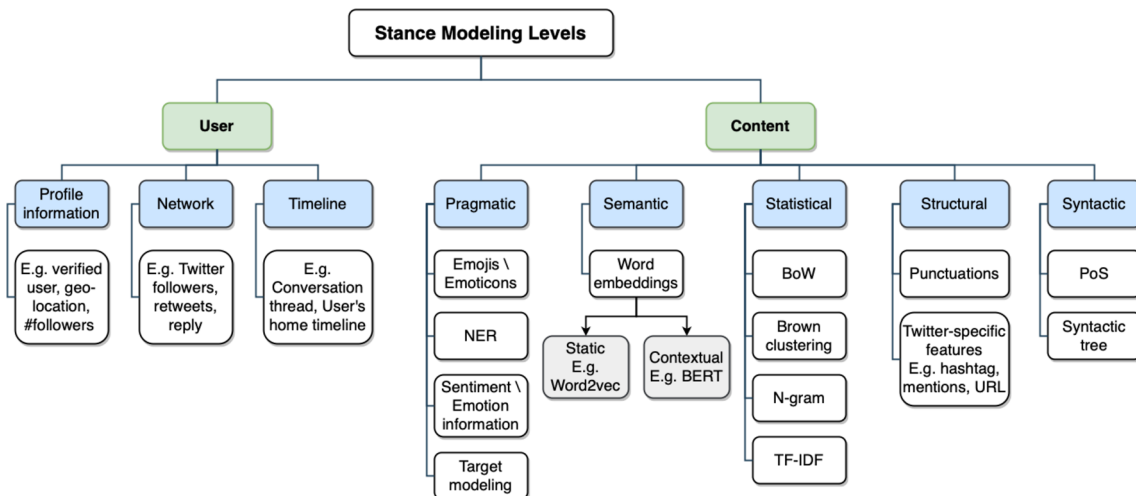 Stance Modeling Levels
User
Content
Profile
information
Network
Timeline
Pragmatic
Semantic
Statistical
Structural
Syntactic
E.g. verified
user, geo-
location,
#followers
E.g. Twitter
followers,
retweets,
reply
E.g.
Conversation
thread, User's
home timeline
Emojis \
Emoticons
NER
Sentiment \
Emotion
information
Target
modeling
Word
embeddings
Static
E.g.
Word2vec
Contextual
E.g. BERT
BoW
Brown
clustering
N-gram
TF-IDF
Punctuations
Twitter-specific
features
E.g. hashtag,
mentions, URL
PoS
Syntactic
tree